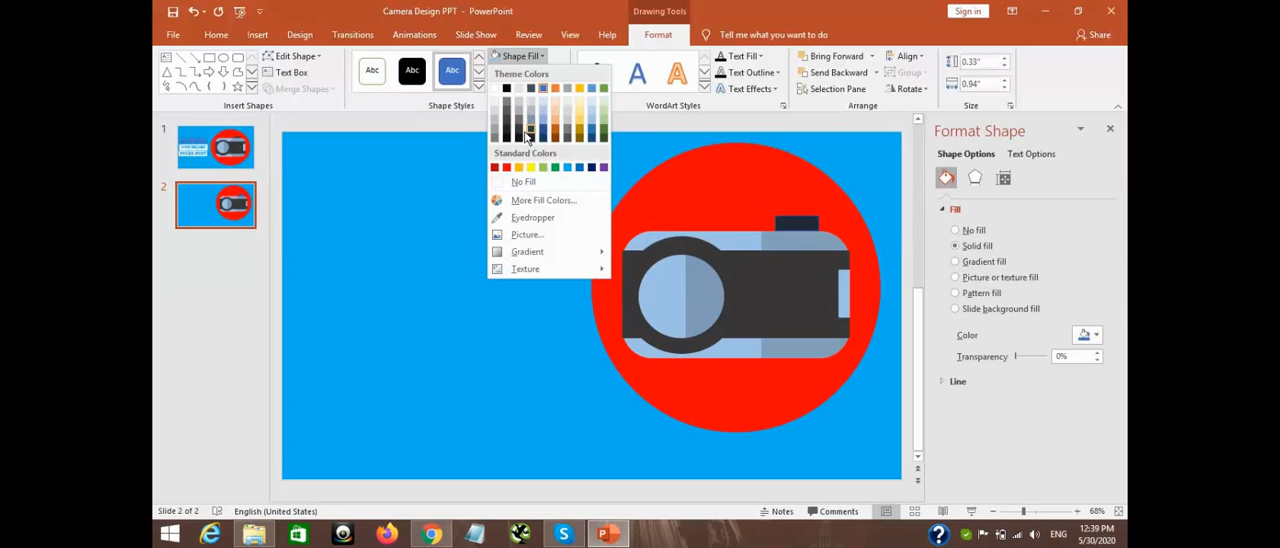 Camera Design PPT - PowerPoint
Drawing Tools
Sign in
File Home Insert Design Transitions Animations Slide Show Review View Help Format Tell me what you want to do Share
Edit Shape
Text Box
Merge Shapes
Insert Shapes
Abc Abc Abc
Shape Styles
Shape Fill
Theme Colors
Standard Colors
No Fill
More Fill Colors...
Eyedropper
Picture...
Gradient
Texture
A A
Text Fill
Text Outline
Text Effects
WordArt Styles
Bring Forward
Send Backward
Selection Pane
Align
Group
Rotate
Arrange
0.33"
0.94"
Size
1
2
Format Shape
Shape Options Text Options
Fill
No fill
Solid fill
Gradient fill
Picture or texture fill
Pattern fill
Slide background fill
Color
Transparency 0%
Line
Slide 2 of 2 English (United States) Notes Comments 68%
ENG
12:39 PM
5/30/2020